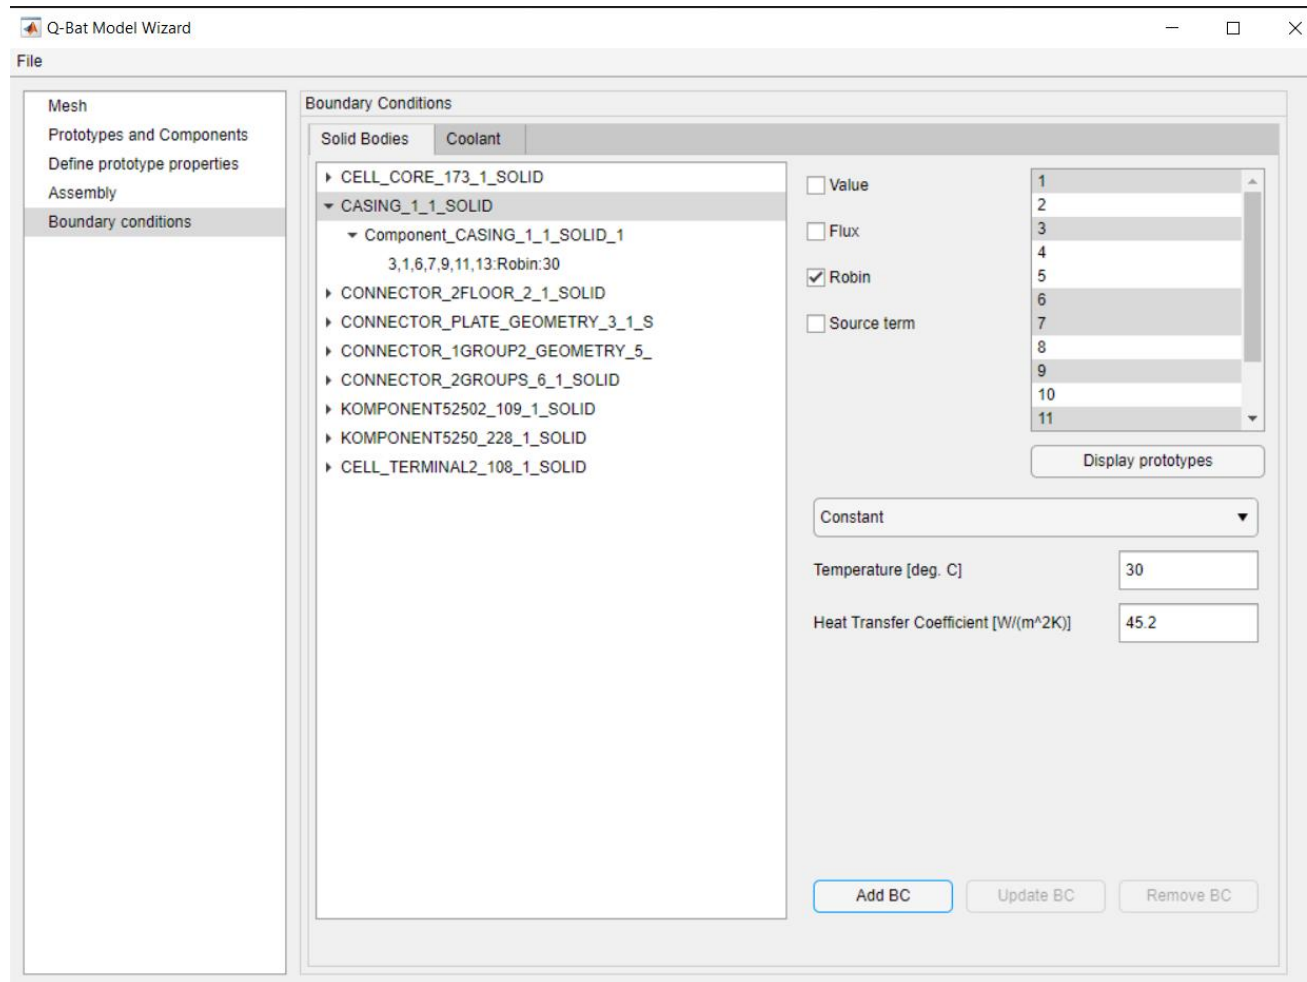 Q-Bat Model Wizard
File
Mesh
Prototypes and Components
Define prototype properties
Assembly
Boundary conditions
Boundary Conditions
Solid Bodies
Coolant
CELL_CORE_173_1_SOLID
CASING_1_1_SOLID
Component_CASING_1_1_SOLID_1
3,1,6,7,9,11,13:Robin:30
CONNECTOR_2FLOOR_2_1_SOLID
CONNECTOR_PLATE_GEOMETRY_3_1_S
CONNECTOR_1GROUP2_GEOMETRY_5_
CONNECTOR_2GROUPS_6_1_SOLID
KOMPONENT52502_109_1_SOLID
KOMPONENT5250_228_1_SOLID
CELL_TERMINAL2_108_1_SOLID
Value
Flux
Robin
Source term
1
2
3
4
5
6
7
8
9
10
11
Display prototypes
Constant
Temperature [deg. C]
30
Heat Transfer Coefficient [W/(m^2K)]
45.2
Add BC
Update BC
Remove BC